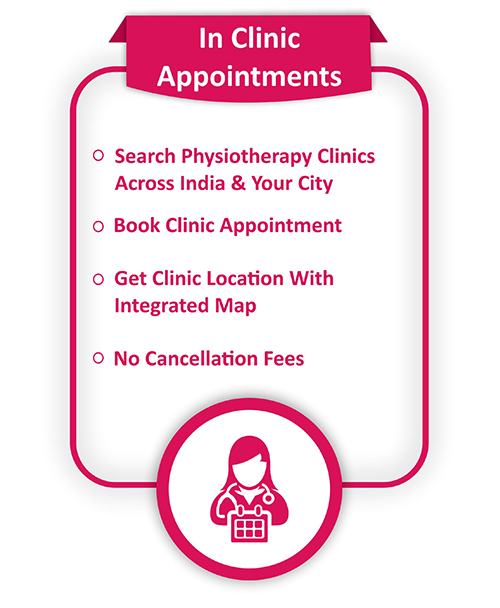 In Clinic
Appointments
Search Physiotherapy Clinics
Across India & Your City
Book Clinic Appointment
Get Clinic Location With
Integrated Map
No Cancellation Fees